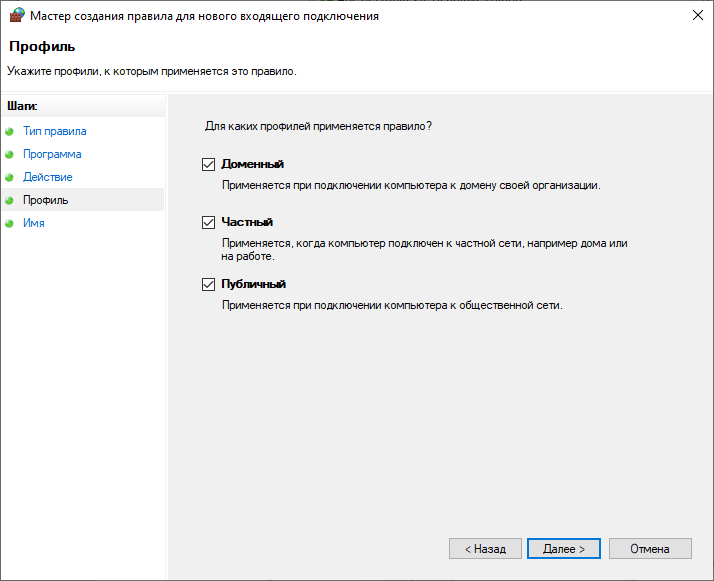 Мастер создания правила для нового входящего подключения
Профиль
Укажите профили, к которым применяется это правило.
Шаги:
Тип правила
Программа
Действие
Профиль
Имя
Для каких профилей применяется правило?
Доменный
Применяется при подключении компьютера к домену своей организации.
Частный
Применяется, когда компьютер подключен к частной сети, например дома или
на работе.
Публичный
Применяется при подключении компьютера к общественной сети.
< Назад
Далее >
Отмена